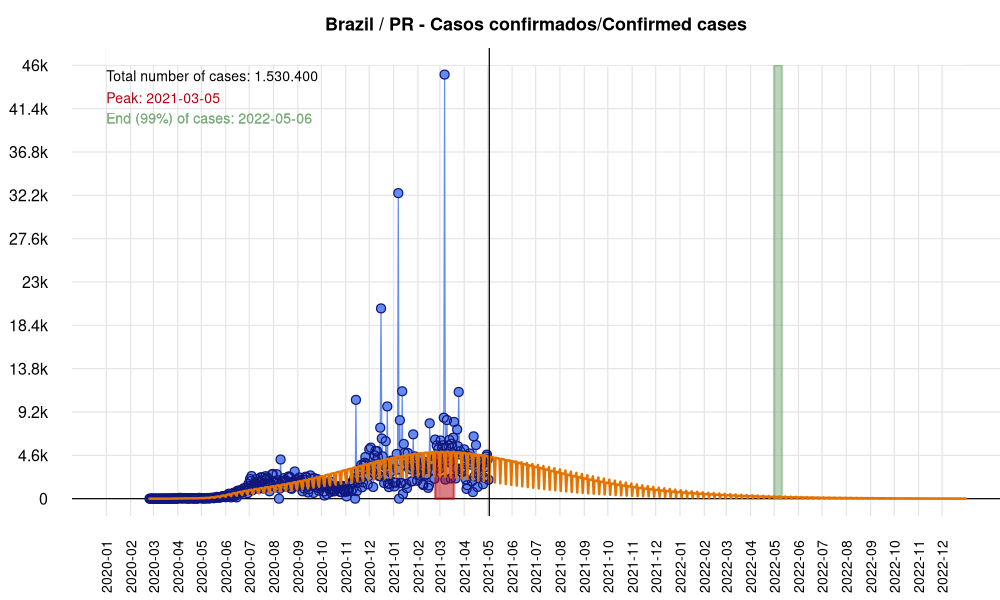 Brazil / PR - Casos confirmados/Confirmed cases
Total number of cases: 1.530.400
Peak: 2021-03-05
End (99%) of cases: 2022-05-06
46k
41.4k
36.8k
32.2k
27.6k
23k
18.4k
13.8k
9.2k
4.6k
0
2020-01
2020-02
2020-03
2020-04
2020-05
2020-06
2020-07
2020-08
2020-09
2020-10
2020-11
2020-12
2021-01
2021-02
2021-03
2021-04
2021-05
2021-06
2021-07
2021-08
2021-09
2021-10
2021-11
2021-12
2022-01
2022-02
2022-03
2022-04
2022-05
2022-06
2022-07
2022-08
2022-09
2022-10
2022-11
2022-12